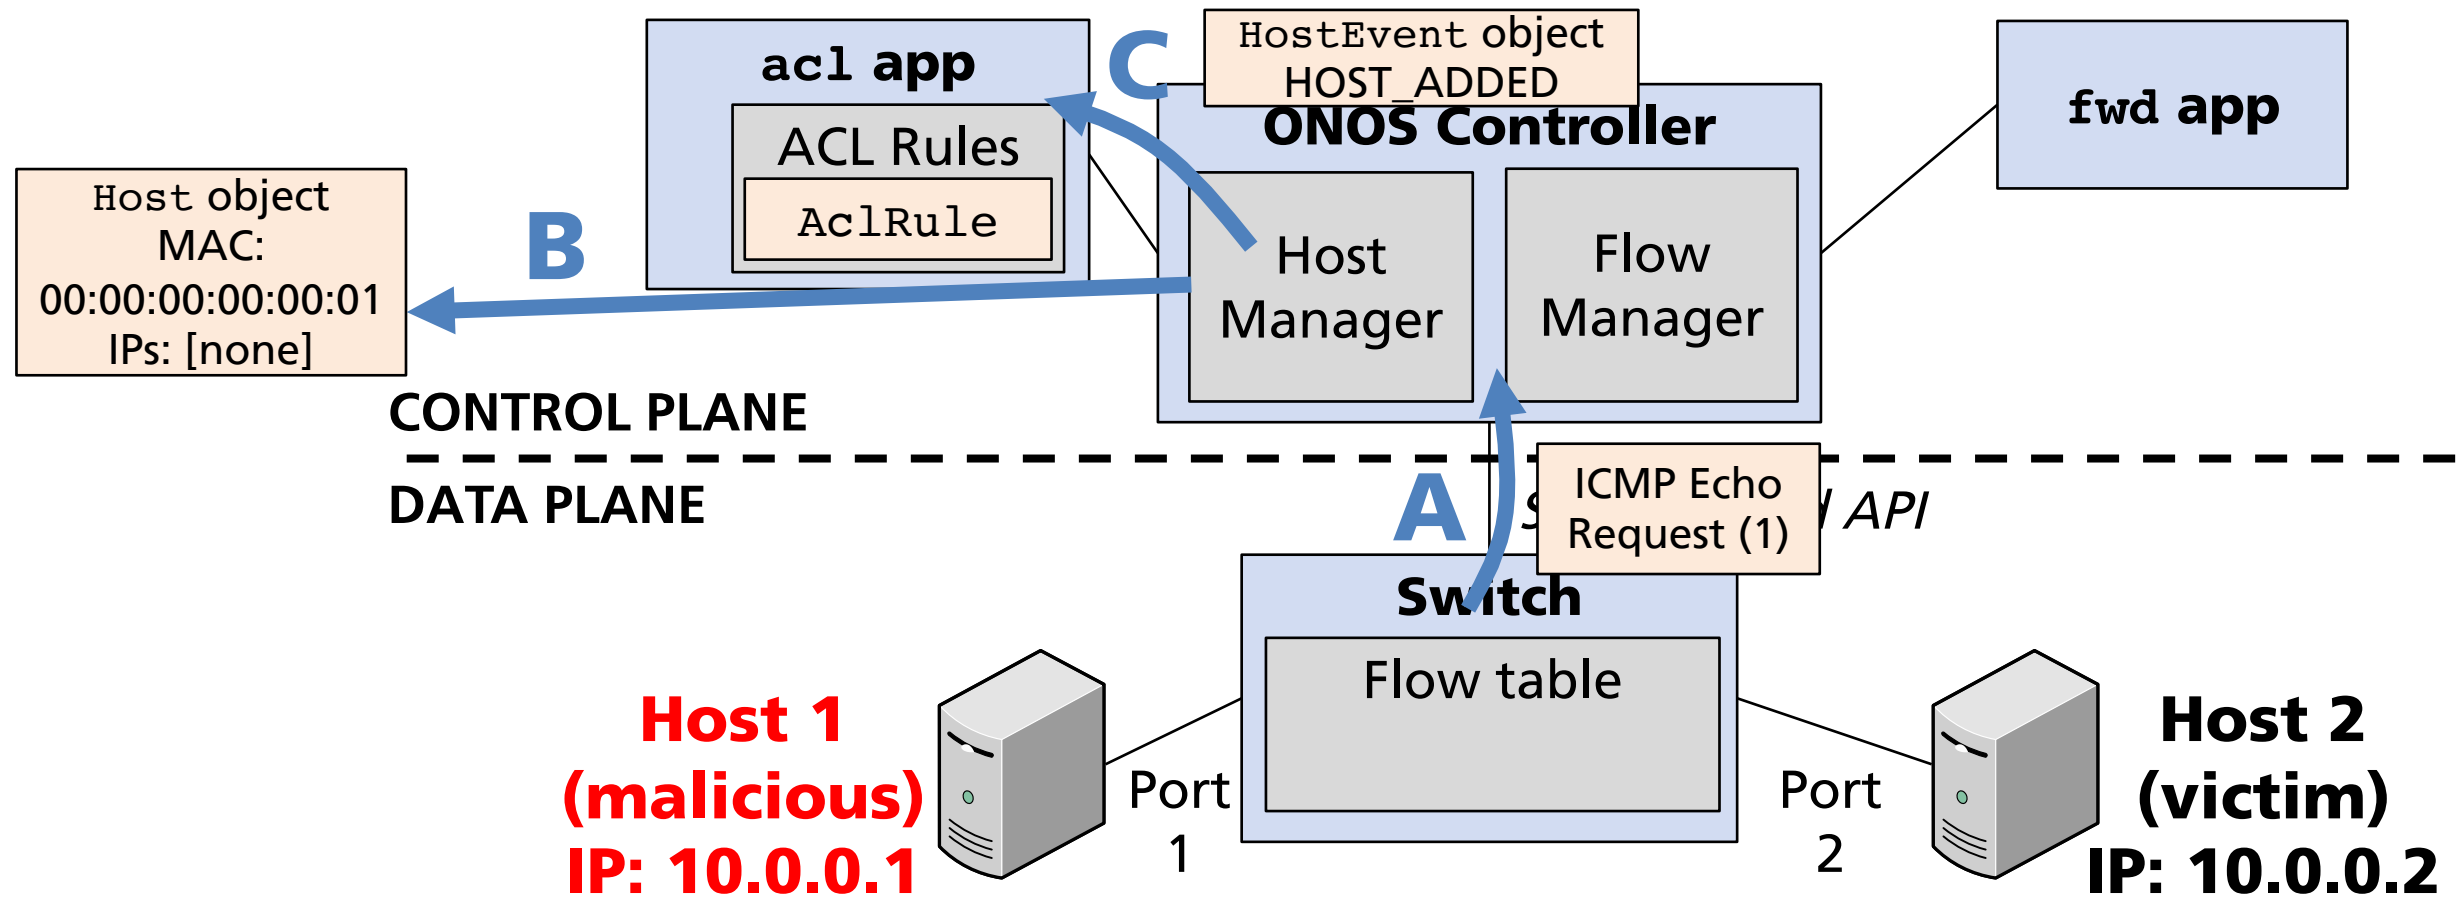 acl app
C
HostEvent object
HOST_ADDED
ONOS Controller
fwd app
ACL Rules
AclRule
Host object
MAC:
00:00:00:00:00:01
IPs: [none]
B
Host
Manager
Flow
Manager
CONTROL PLANE
DATA PLANE
A
ICMP Echo
Request (1)
API
Switch
Flow table
Host 1
(malicious)
IP: 10.0.0.1
Port
1
Port
2
Host 2
(victim)
IP: 10.0.0.2